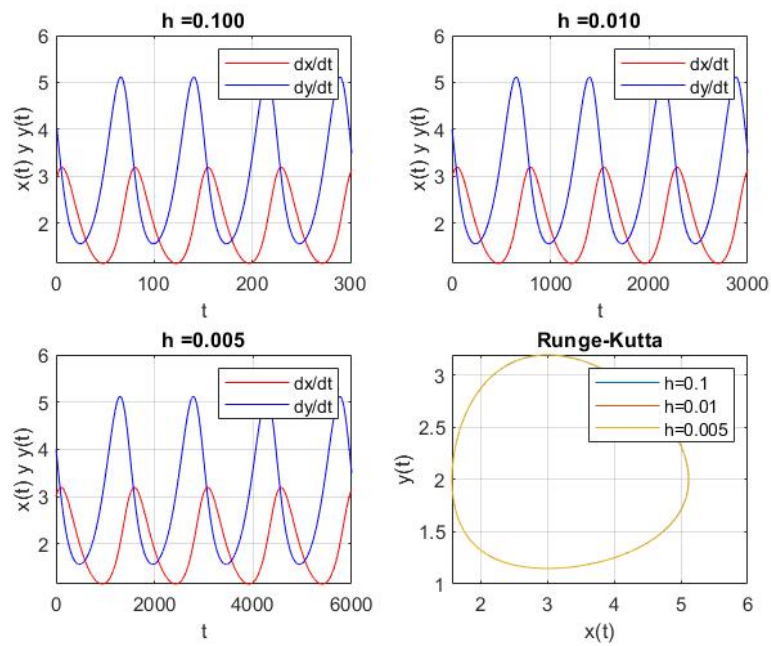 h =0.100
6
5
4
3
2
x(t) y y(t)
dx/dt
dy/dt
0 100 200 300
t
h =0.010
6
5
4
3
2
x(t) y y(t)
dx/dt
dy/dt
0 1000 2000 3000
t
h =0.005
6
5
4
3
2
x(t) y y(t)
dx/dt
dy/dt
0 2000 4000 6000
t
Runge-Kutta
3
2.5
2
1.5
1
y(t)
h=0.1
h=0.01
h=0.005
2 3 4 5 6
x(t)